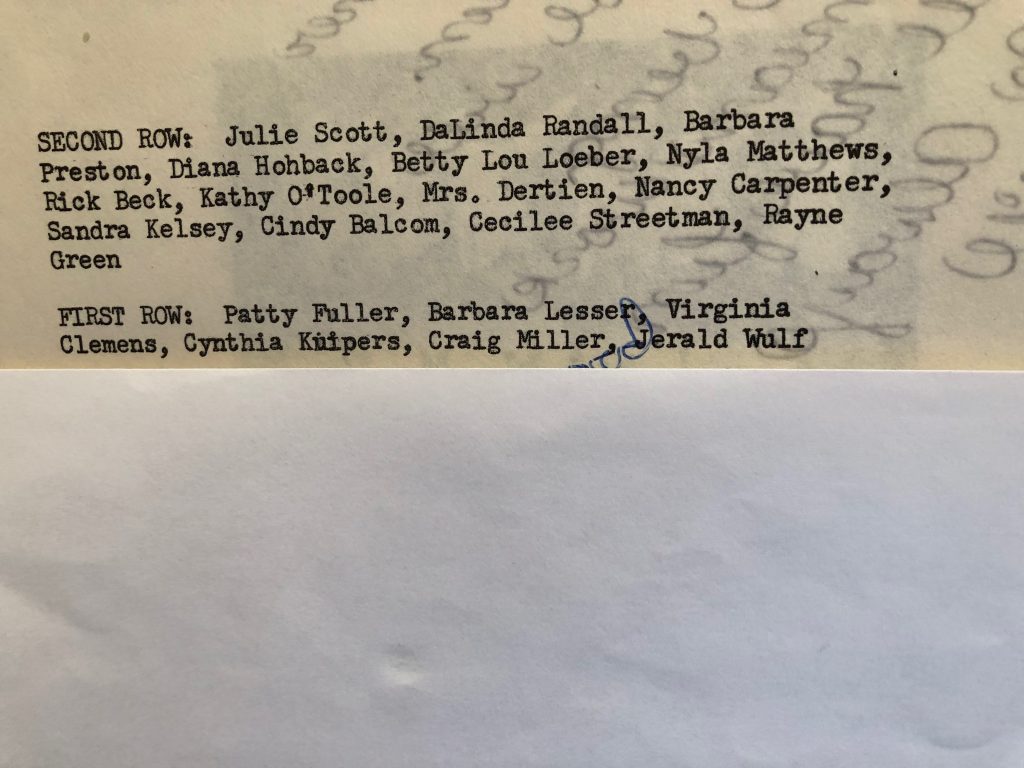 SECOND ROW: Julie Scott, DaLinda Randall, Barbara
Preston, Diana Hohback, Betty Lou Loeber, Nyla Matthews,
Rick Beck, Kathy O'Toole, Mrs. Dertien, Nancy Carpenter,
Sandra Kelsey, Cindy Balcom, Cecilee Streetman, Rayne
Green
FIRST ROW: Patty Fuller, Barbara Lesser, Virginia
Clemens, Cynthia Kuipers, Craig Miller, Jerald Wulf